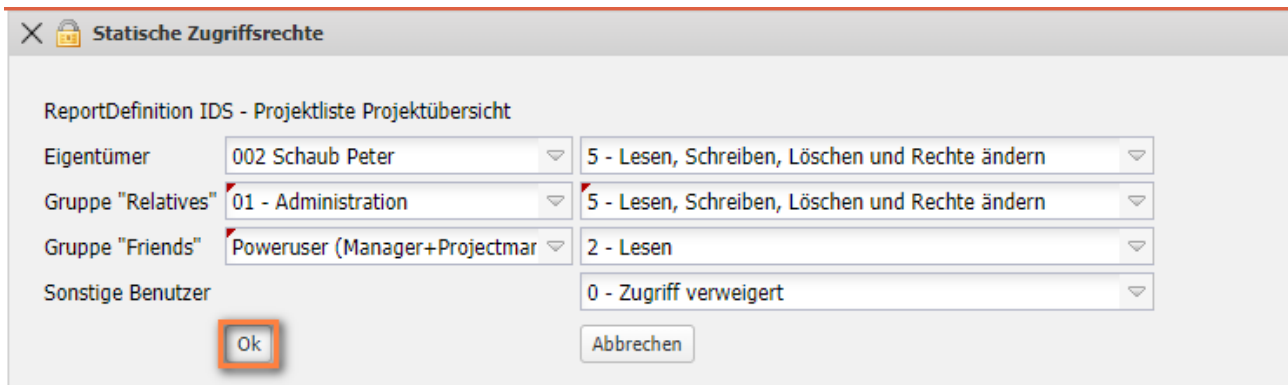 Statische Zugriffsrechte
ReportDefinition IDS - Projektliste Projektübersicht
Eigentümer 002 Schaub Peter 5 - Lesen, Schreiben, Löschen und Rechte ändern
Gruppe "Relatives" 01 - Administration 5 - Lesen, Schreiben, Löschen und Rechte ändern
Gruppe "Friends" Poweruser (Manager+Projectmar 2 - Lesen
Sonstige Benutzer 0 - Zugriff verweigert
Ok Abbrechen